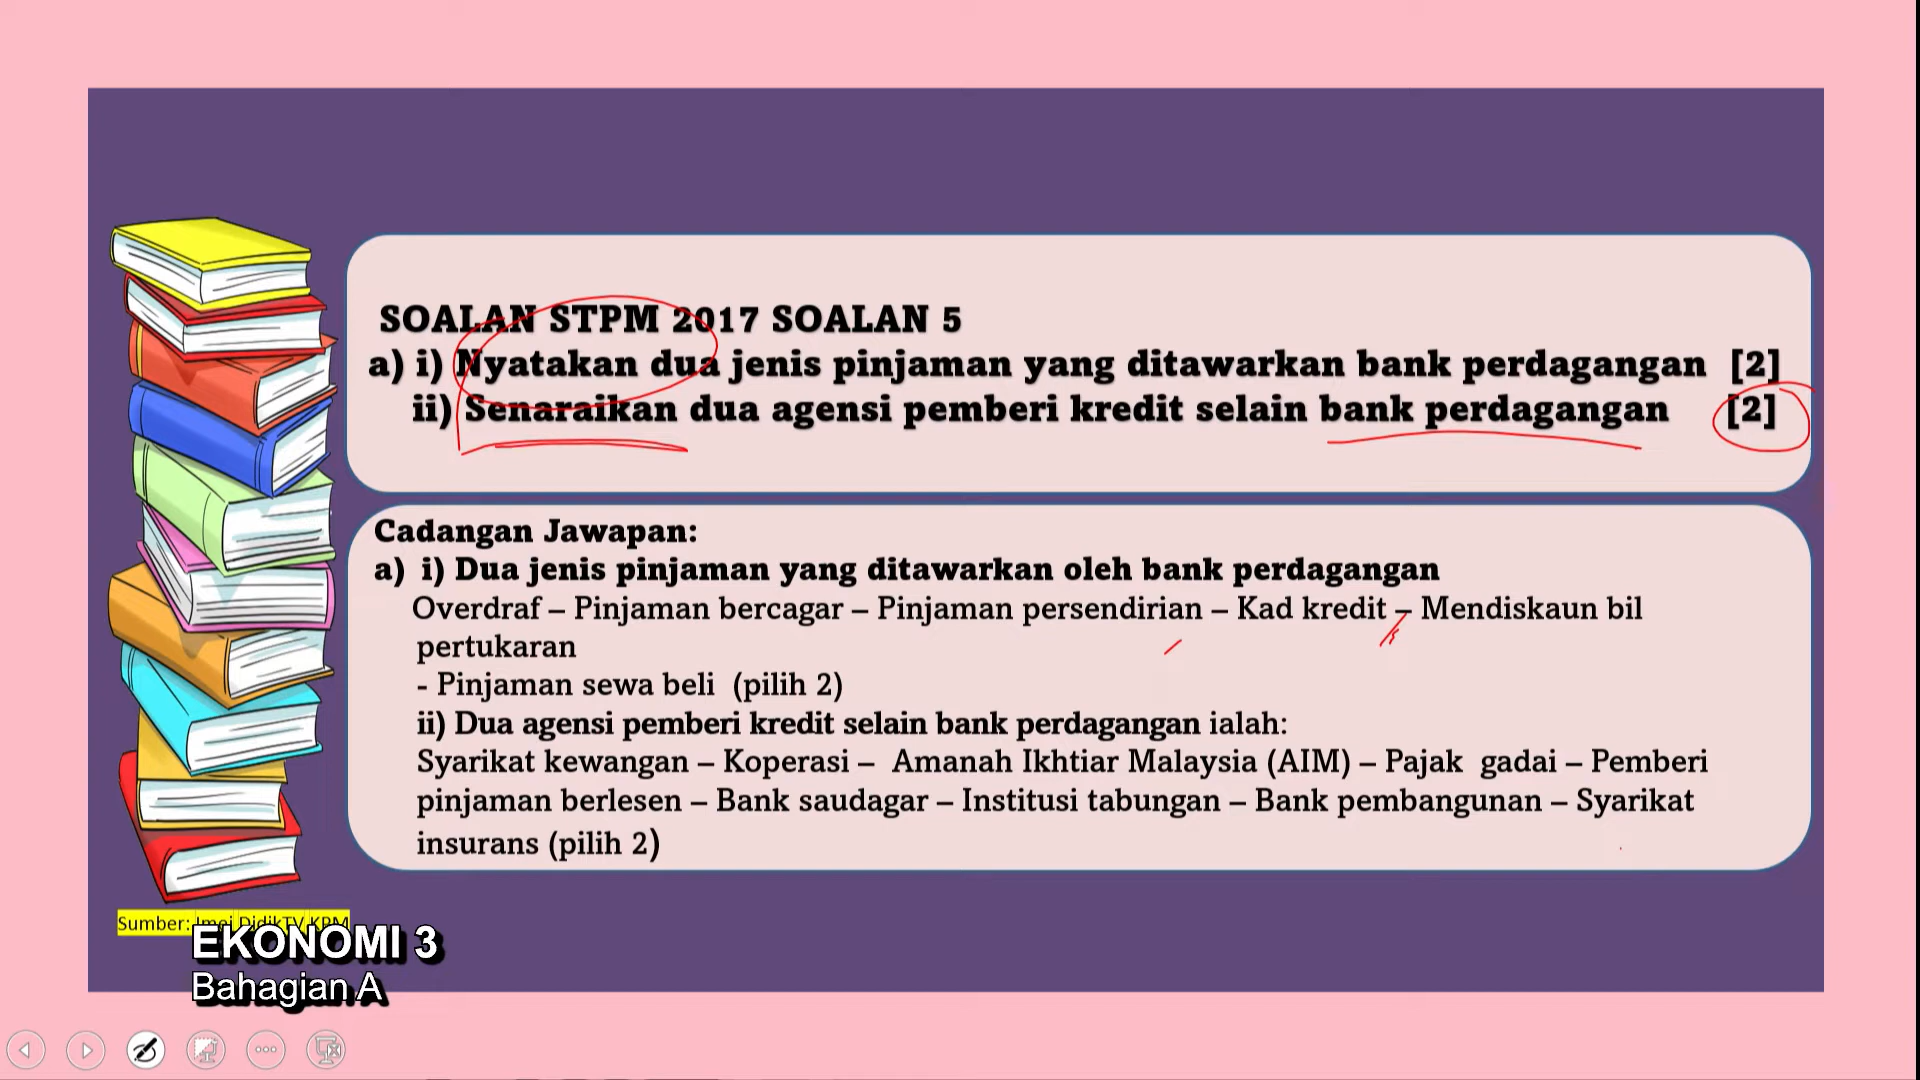 SOALAN STPM 2017 SOALAN 5
a) i) Nyatakan dua jenis pinjaman yang ditawarkan bank perdagangan [2]
ii) Senaraikan dua agensi pemberi kredit selain bank perdagangan [2]
Cadangan Jawapan:
a) i) Dua jenis pinjaman yang ditawarkan oleh bank perdagangan
Overdraf – Pinjaman bercagar – Pinjaman persendirian – Kad kredit – Mendiskaun bil
pertukaran
- Pinjaman sewa beli (pilih 2)
ii) Dua agensi pemberi kredit selain bank perdagangan ialah:
Syarikat kewangan – Koperasi – Amanah Ikhtiar Malaysia (AIM) – Pajak gadai – Pemberi
pinjaman berlesen – Bank saudagar – Institusi tabungan – Bank pembangunan – Syarikat
insurans (pilih 2)
Sumber: Imej DidikTV KPM
EKONOMI 3
Bahagian A